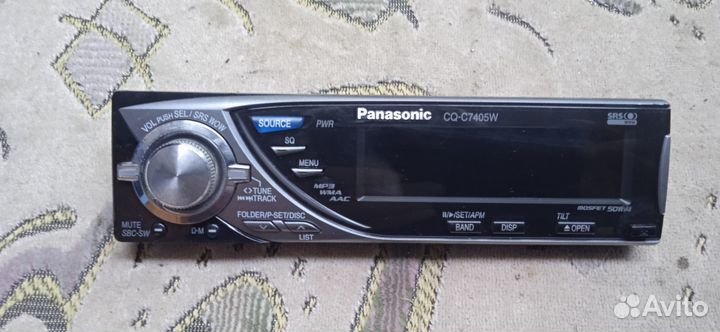 Panasonic CQ-C7405W
SRS
WOW
VOL PUSH SEL / SRS WOW
SOURCE PWR
SQ
MENU
MP3
WMA
AAC
TUNE
TRACK
FOLDER/P-SET/DISC
LIST
MUTE
SBC-SW
Ω-M
/SET/APM
BAND
DISP
TILT
OPEN
MOSFET 50W
Avito